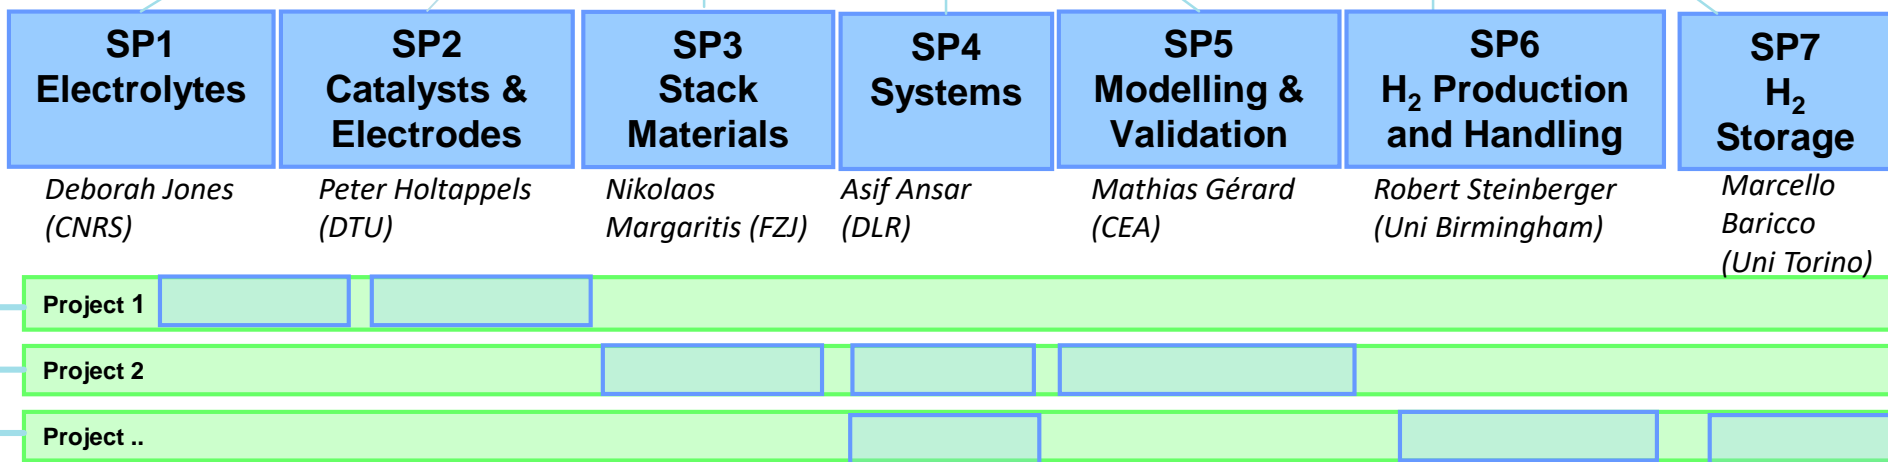 SP1
Electrolytes
SP2
Catalysts &
Electrodes
SP3
Stack
Materials
SP4
Systems
SP5
Modelling &
Validation
SP6
H₂ Production
and Handling
SP7
H₂
Storage
Deborah Jones
(CNRS)
Peter Holtappels
(DTU)
Nikolaos
Margaritis (FZJ)
Asif Ansar
(DLR)
Mathias Gérard
(CEA)
Robert Steinberger
(Uni Birmingham)
Marcello
Baricco
(Uni Torino)
Project 1
Project 2
Project ..